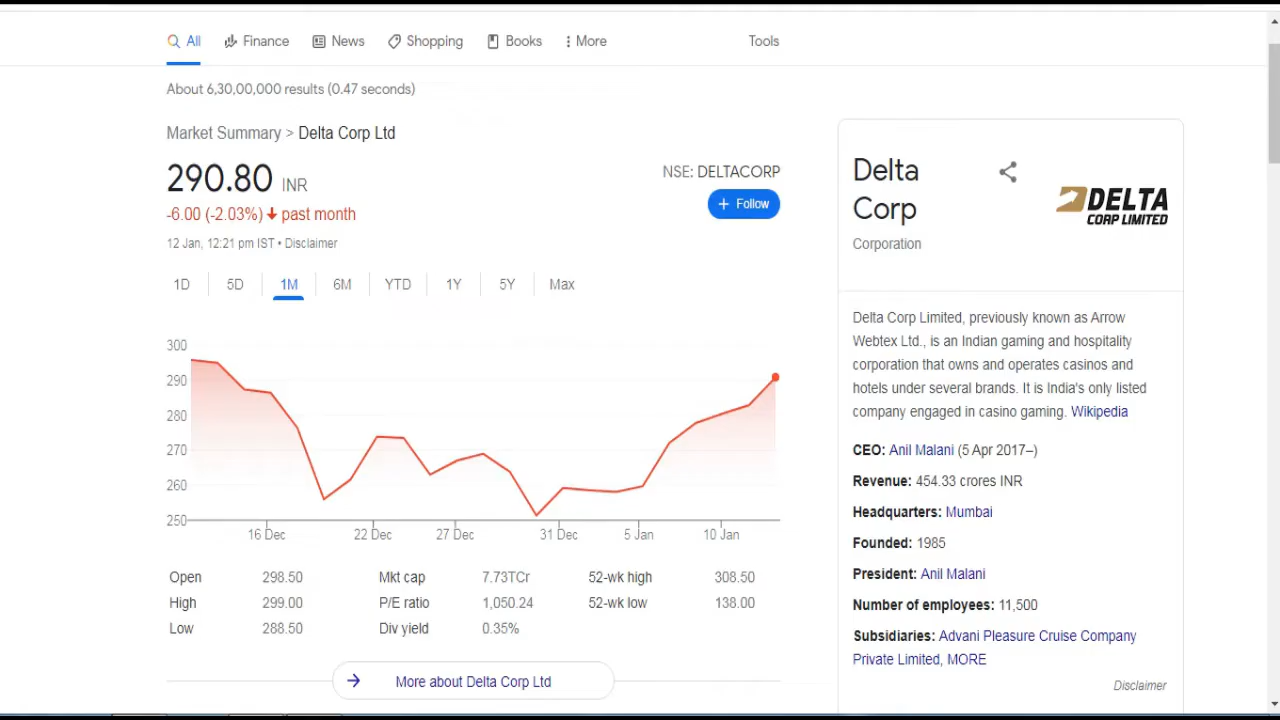 All Finance News Shopping Books More Tools
About 6,30,00,000 results (0.47 seconds)
Market Summary > Delta Corp Ltd
290.80 INR
-6.00 (-2.03%) past month
12 Jan, 12:21 pm IST • Disclaimer
NSE: DELTACORP
+ Follow
1D 5D 1M 6M YTD 1Y 5Y Max
300
290
280
270
260
250
16 Dec 22 Dec 27 Dec 31 Dec 5 Jan 10 Jan
Open 298.50 Mkt cap 7.73TCr 52-wk high 308.50
High 299.00 P/E ratio 1,050.24 52-wk low 138.00
Low 288.50 Div yield 0.35%
More about Delta Corp Ltd
Delta
Corp
Corporation
DELTA
CORP LIMITED
Delta Corp Limited, previously known as Arrow
Webtex Ltd., is an Indian gaming and hospitality
corporation that owns and operates casinos and
hotels under several brands. It is India's only listed
company engaged in casino gaming. Wikipedia
CEO: Anil Malani (5 Apr 2017–)
Revenue: 454.33 crores INR
Headquarters: Mumbai
Founded: 1985
President: Anil Malani
Number of employees: 11,500
Subsidiaries: Advani Pleasure Cruise Company
Private Limited, MORE
Disclaimer